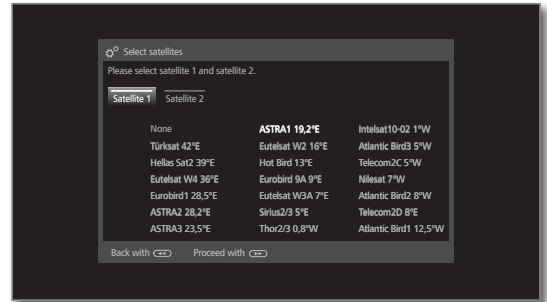 Select satellites
Please select satellite 1 and satellite 2.
Satellite 1 Satellite 2
None ASTRA1 19,2°E Intelsat10-02 1°W
Türksat 42°E Eutelsat W2 16°E Atlantic Bird3 5°W
Hellas Sat2 39°E Hot Bird 13°E Telecom2C 5°W
Eutelsat W4 36°E Eurobird 9A 9°E Nilesat 7°W
Eurobird1 28,5°E Eutelsat W3A 7°E Atlantic Bird2 8°W
ASTRA2 28,2°E Sirius2/3 5°E Telecom2D 8°E
ASTRA3 23,5°E Thor2/3 0,8°W Atlantic Bird1 12,5°W
Back with Proceed with